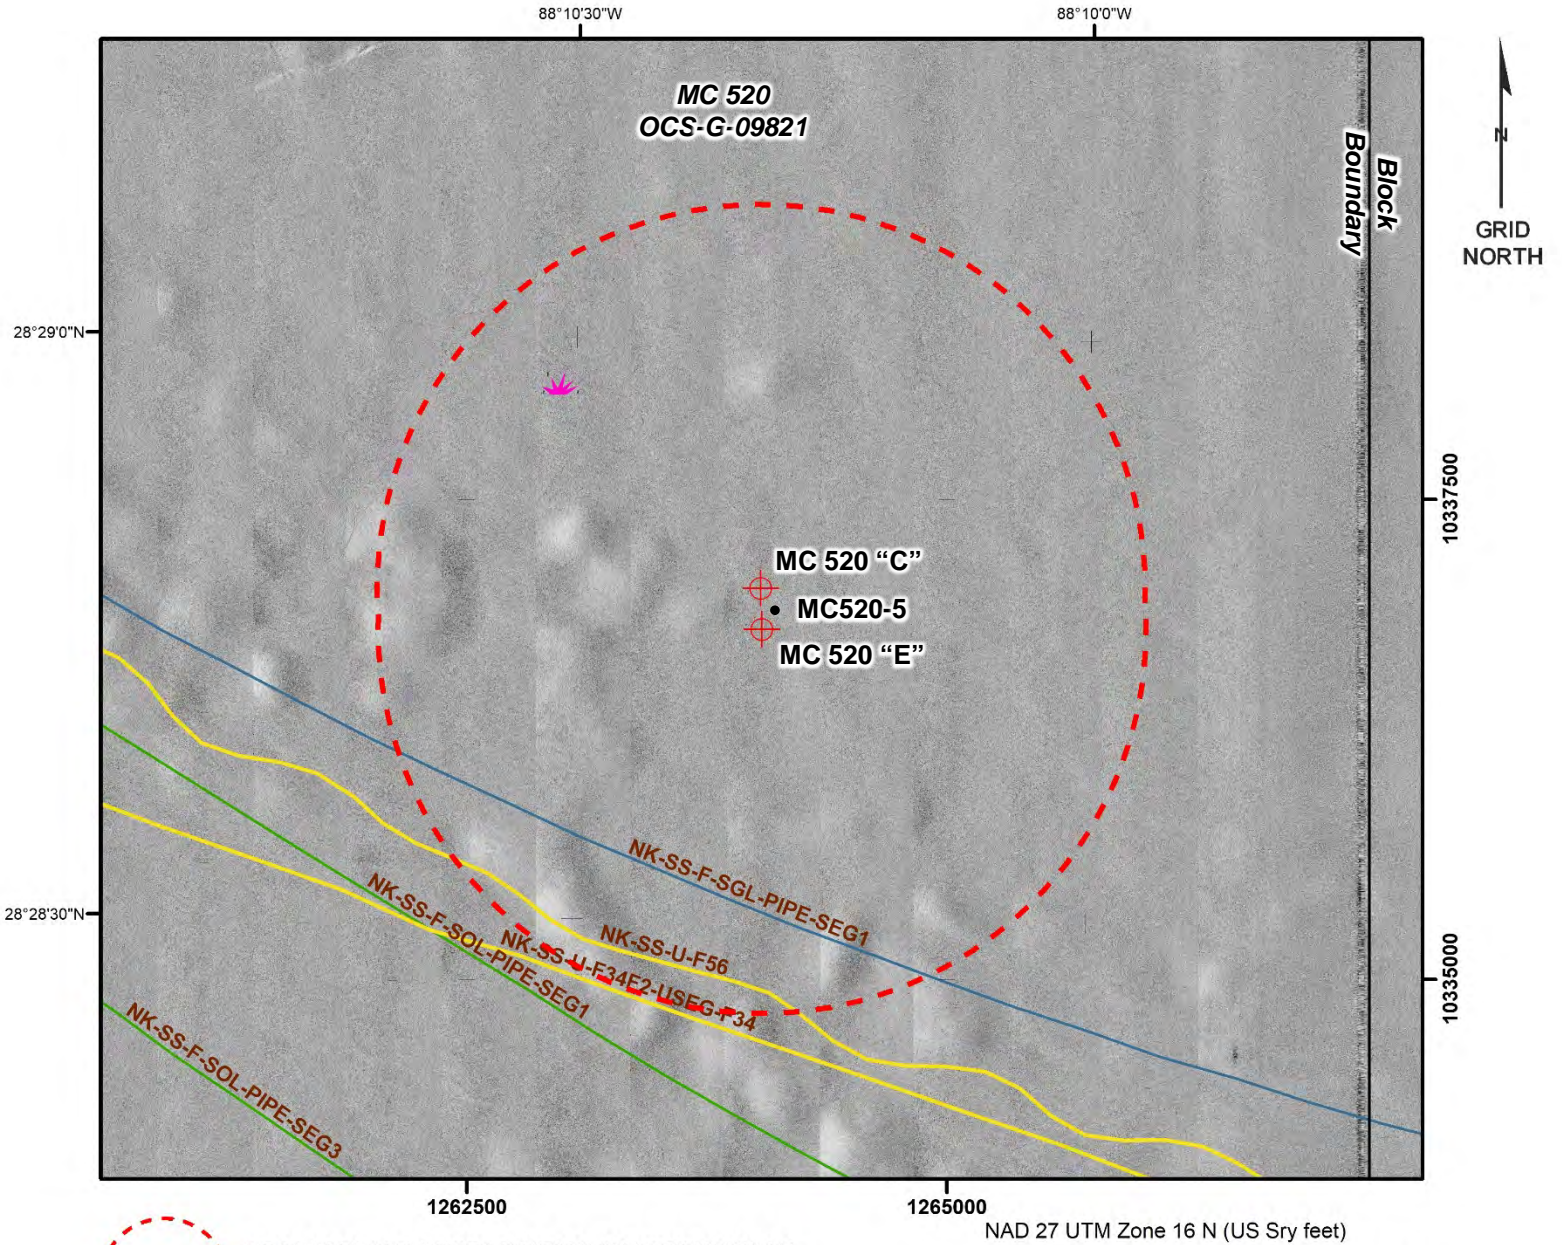 88°10'30"W
88°10'0"W
MC 520
OCS-G-09821
Block
Boundary
N
GRID
NORTH
28°29'0"N
10337500
MC 520 “C”
MC520-5
MC 520 “E”
NK-SS-F-SGL-PIPE-SEG1
28°28'30"N
NK-SS-F-SOL-PIPE-SEG1
NK-SS-U-F56
NK-SS-U-F34F2-USEG-F34
10335000
NK-SS-F-SOL-PIPE-SEG3
1262500
1265000
NAD 27 UTM Zone 16 N (US Sry feet)